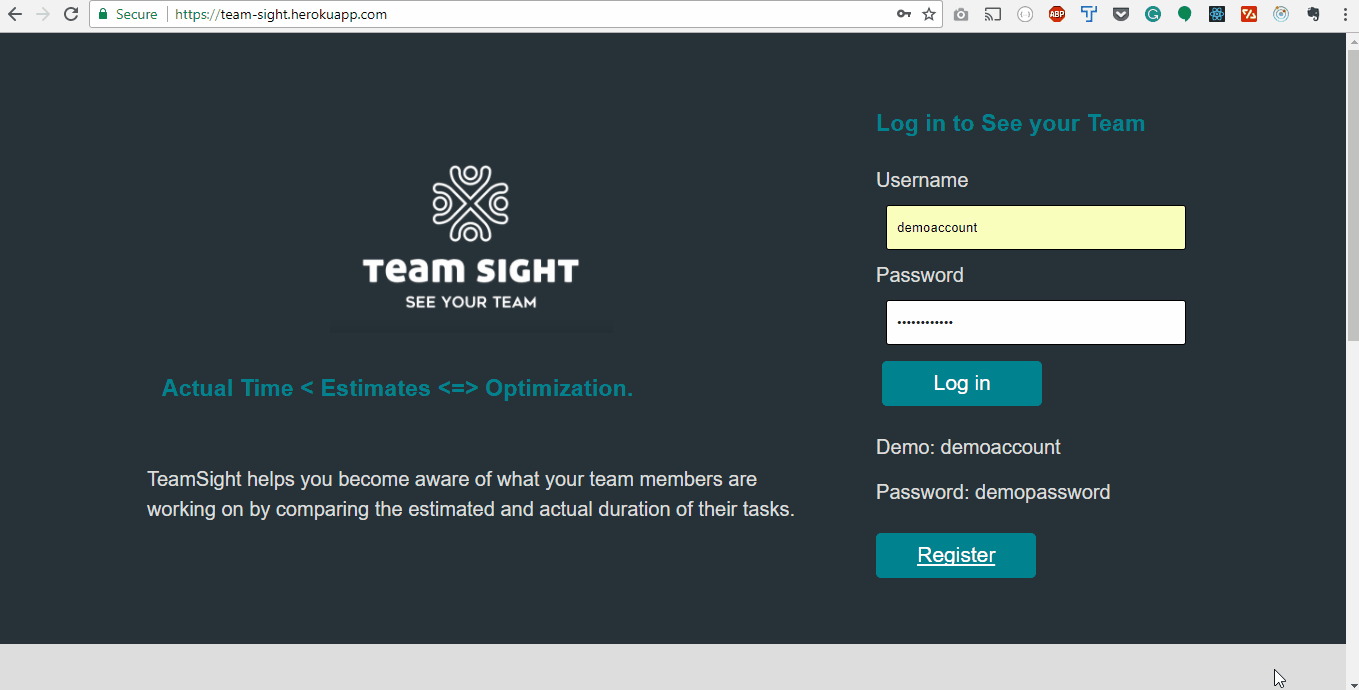 Secure
https://team-sight.herokuapp.com
ABP
Team SIGHT
SEE YOUR TEAM
Actual Time < Estimates <=> Optimization.
TeamSight helps you become aware of what your team members are
working on by comparing the estimated and actual duration of their tasks.
Log in to See your Team
Username
demoaccount
Password
••••••••••••
Log in
Demo: demoaccount
Password: demopassword
Register